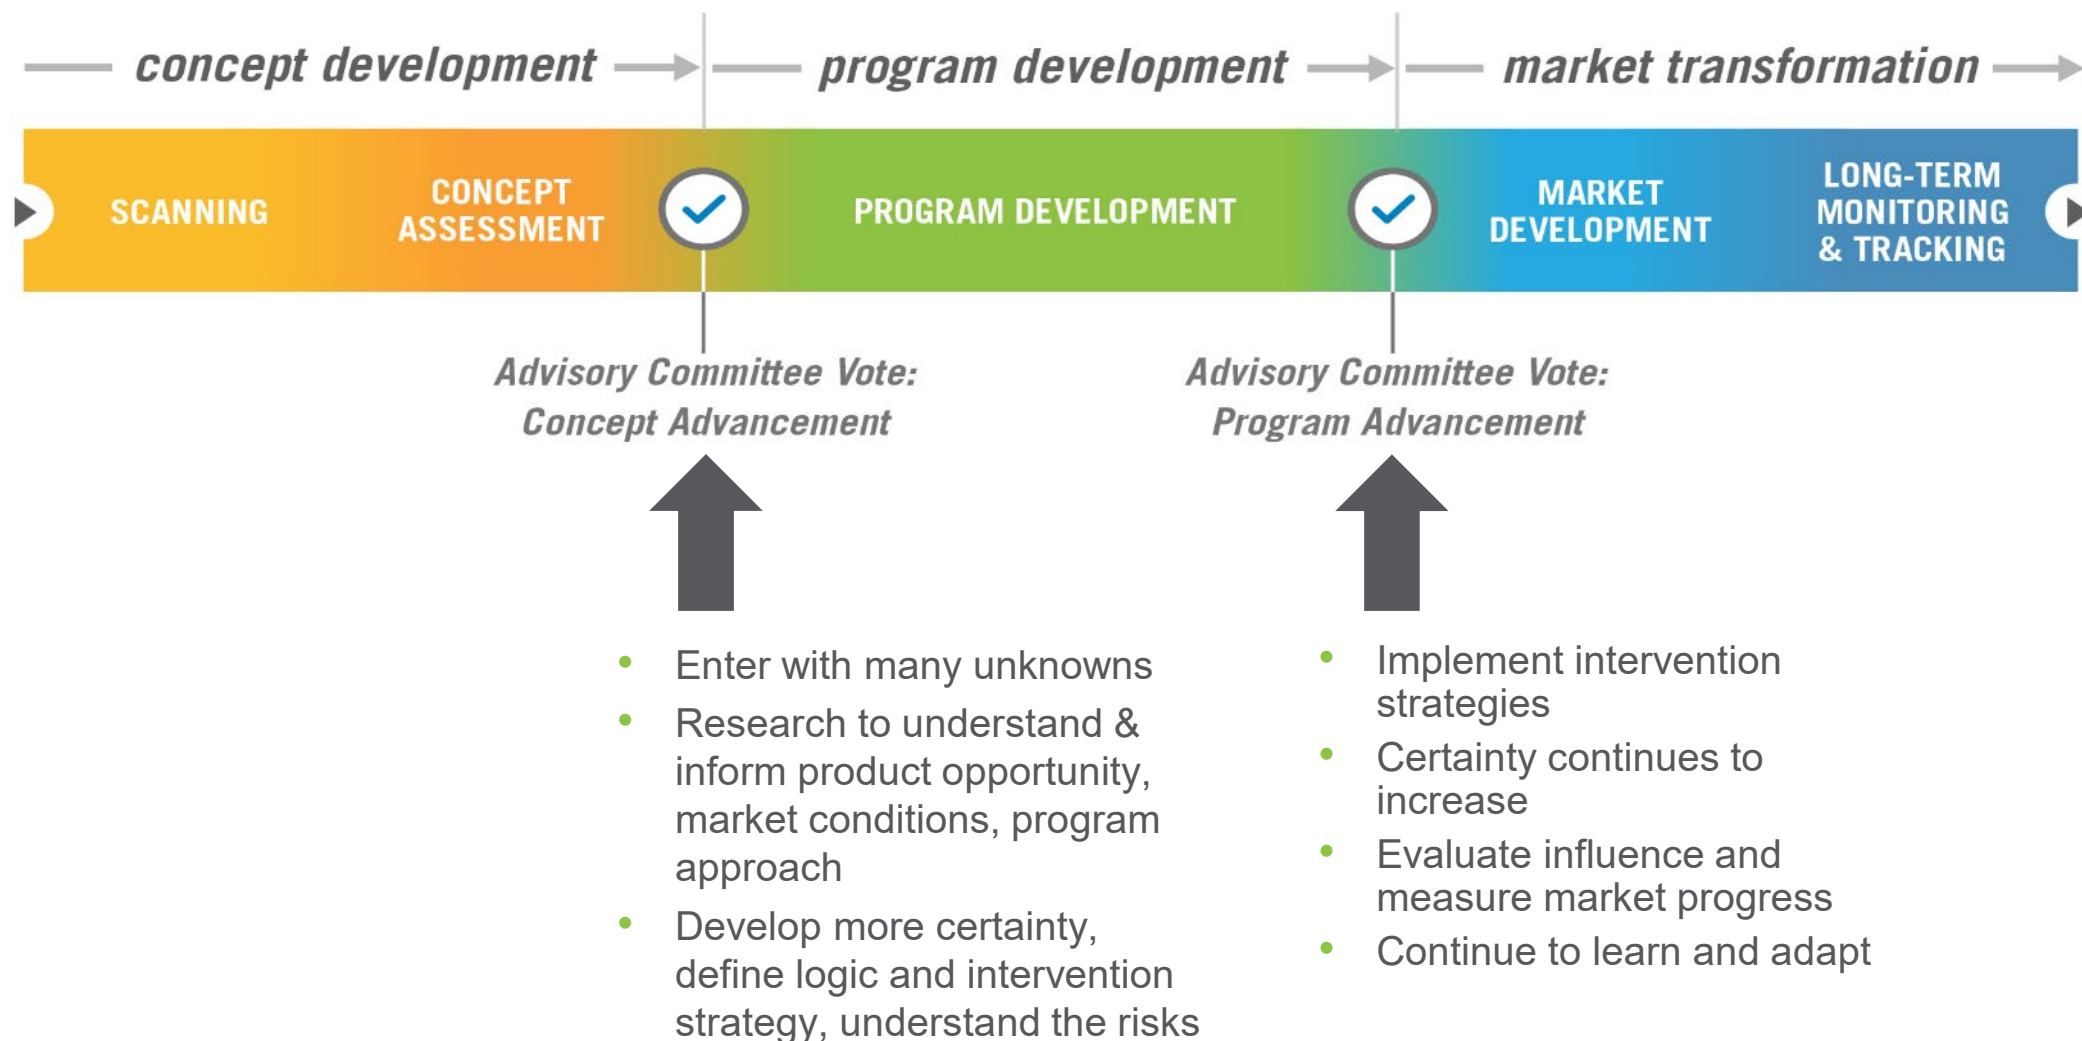 concept development
program development
market transformation
SCANNING
CONCEPT
ASSESSMENT
PROGRAM DEVELOPMENT
MARKET
DEVELOPMENT
LONG-TERM
MONITORING
& TRACKING
Advisory Committee Vote:
Concept Advancement
Advisory Committee Vote:
Program Advancement
• Enter with many unknowns
• Research to understand &
inform product opportunity,
market conditions, program
approach
• Develop more certainty,
define logic and intervention
strategy, understand the risks
• Implement intervention
strategies
• Certainty continues to
increase
• Evaluate influence and
measure market progress
• Continue to learn and adapt